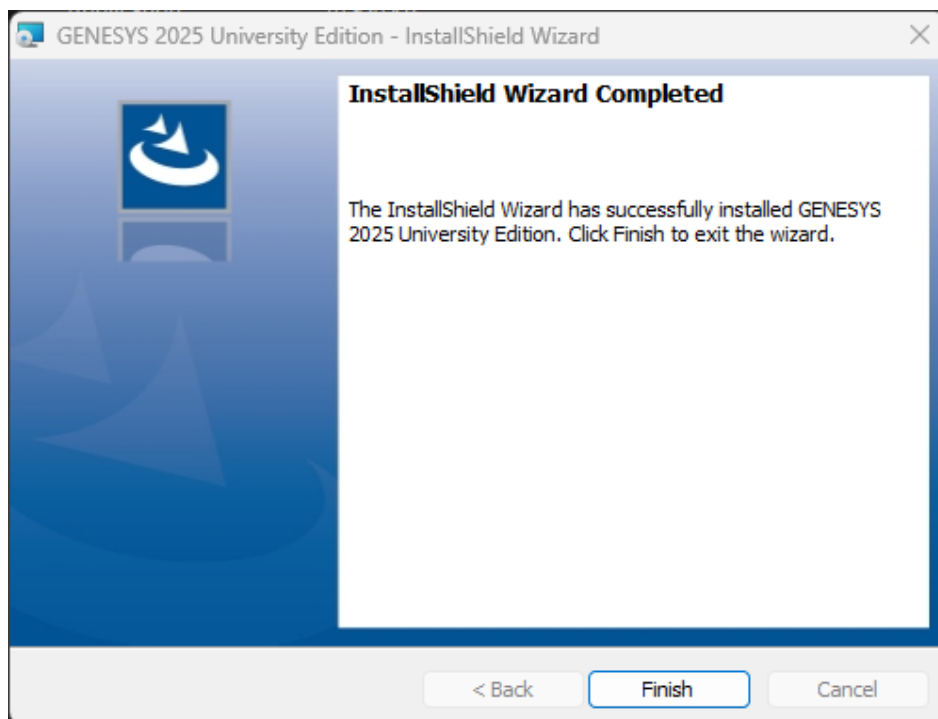 GENESYS 2025 University Edition - InstallShield Wizard
InstallShield Wizard Completed
The InstallShield Wizard has successfully installed GENESYS
2025 University Edition. Click Finish to exit the wizard.
< Back
Finish
Cancel